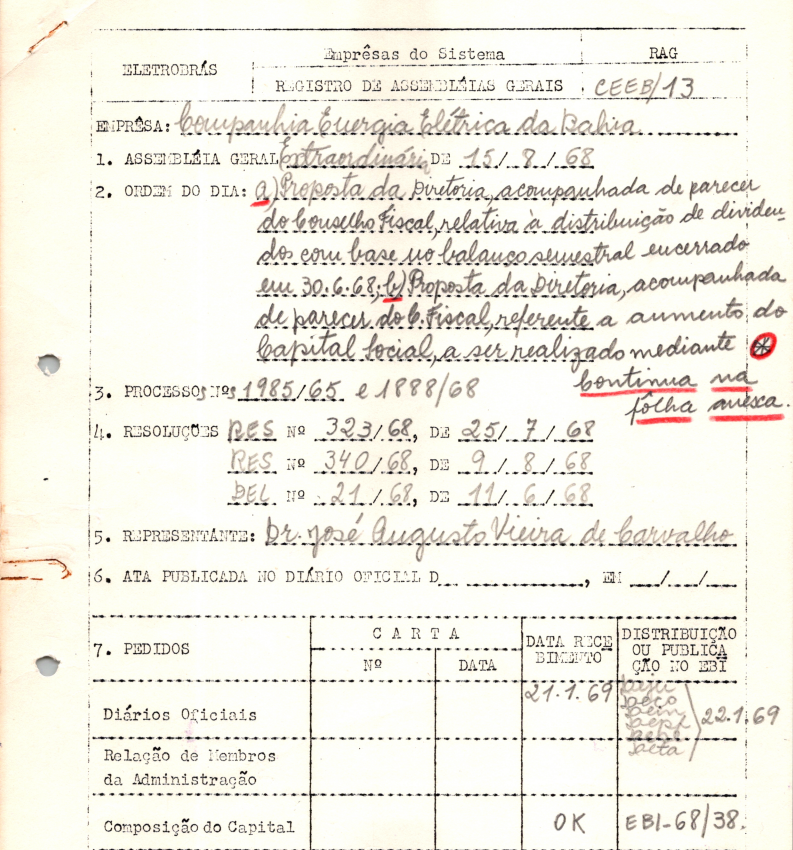 ELETROBRÁS
Emprêsas do Sistema
RAG
REGISTRO DE ASSEMBLÉIAS GERAIS
CEEB/13
EMPRÊSA: Companhia Energia Elétrica da Bahia
1. ASSEMBLÉIA GERAL Extraordinária DE 15/8/68
2. ORDEM DO DIA: a) Proposta da Diretoria, acompanhada de parecer
do Conselho Fiscal, relativa à distribuição de dividen-
dos com base no balanço semestral encerrado
em 30.6.68; b) Proposta da Diretoria, acompanhada
de parecer do C. Fiscal, referente a aumento do
Capital Social, a ser realizado mediante *
Continua na
fôlha anexa.
3. PROCESSOS Nºs 1985/65 e 1888/68
4. RESOLUÇÕES RES Nº 323/68, DE 25/7/68
RES Nº 340/68, DE 9/8/68
DEL Nº 21/68, DE 11/6/68
5. REPRESENTANTE: Dr. José Augusto Vieira de Carvalho
6. ATA PUBLICADA NO DIÁRIO OFICIAL D , EM / /
7. PEDIDOS
CARTA
Nº
DATA
DATA RECE
BIMENTO
DISTRIBUIÇÃO
OU PUBLICA
ÇÃO NO EBI
Diários Oficiais
21.1.69
22.1.69
Relação de Membros
da Administração
Composição do Capital
OK
EBI-68/38.